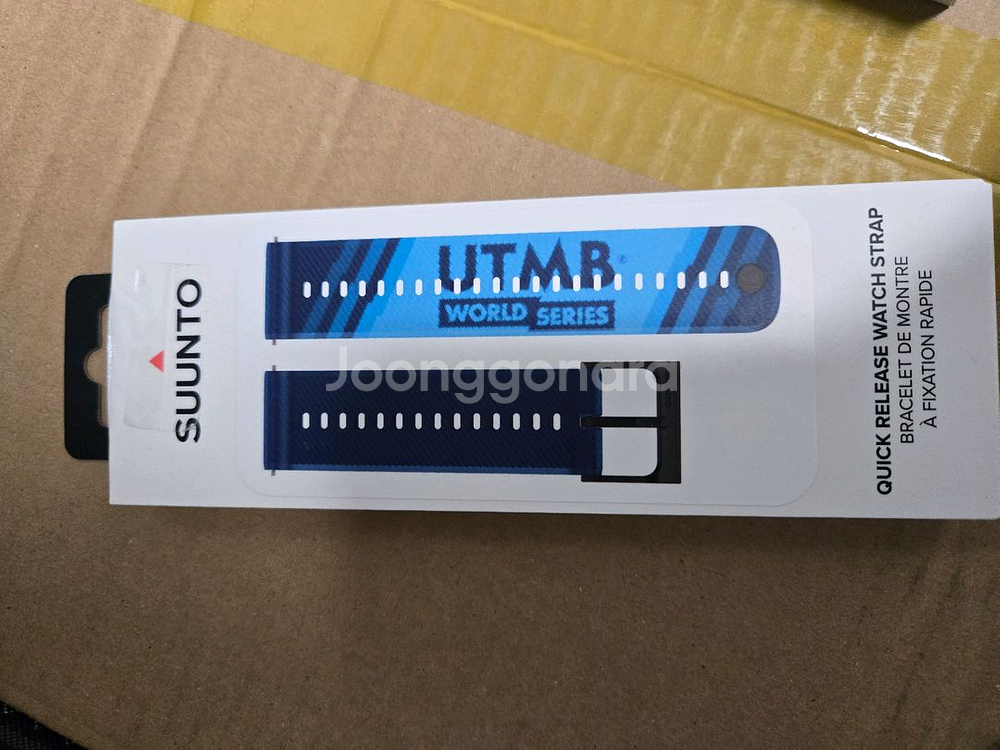 SUUNTO
UTMB
WORLD SERIES
Joonggonara
QUICK RELEASE WATCH STRAP
BRACELET DE MONTRE
À FIXATION RAPIDE